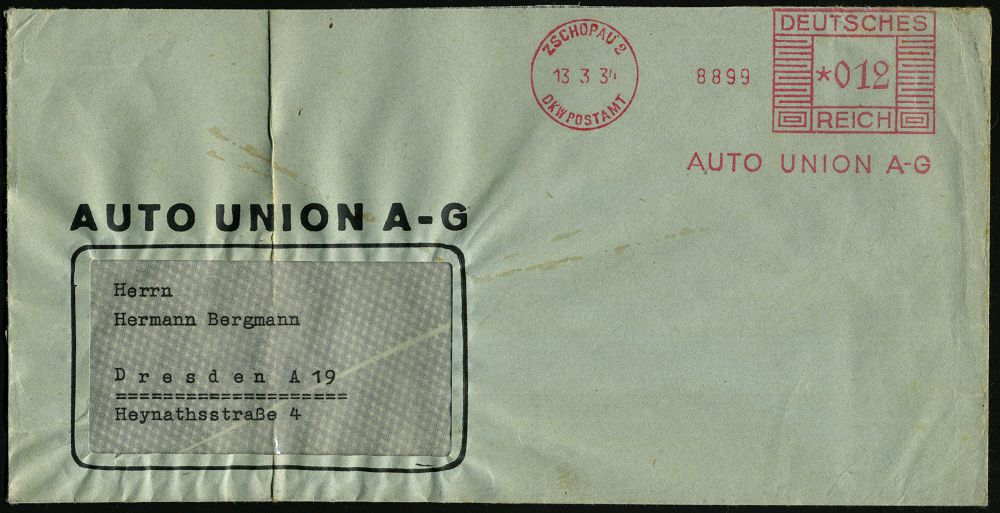 ZSCHOPAU 2
13 3 34
DKW POSTAMT
8899
DEUTSCHES
*012
REICH
AUTO UNION A-G
AUTO UNION A-G
Herrn
Hermann Bergmann
Dresden A 19
===================
Heynathsstraße 4